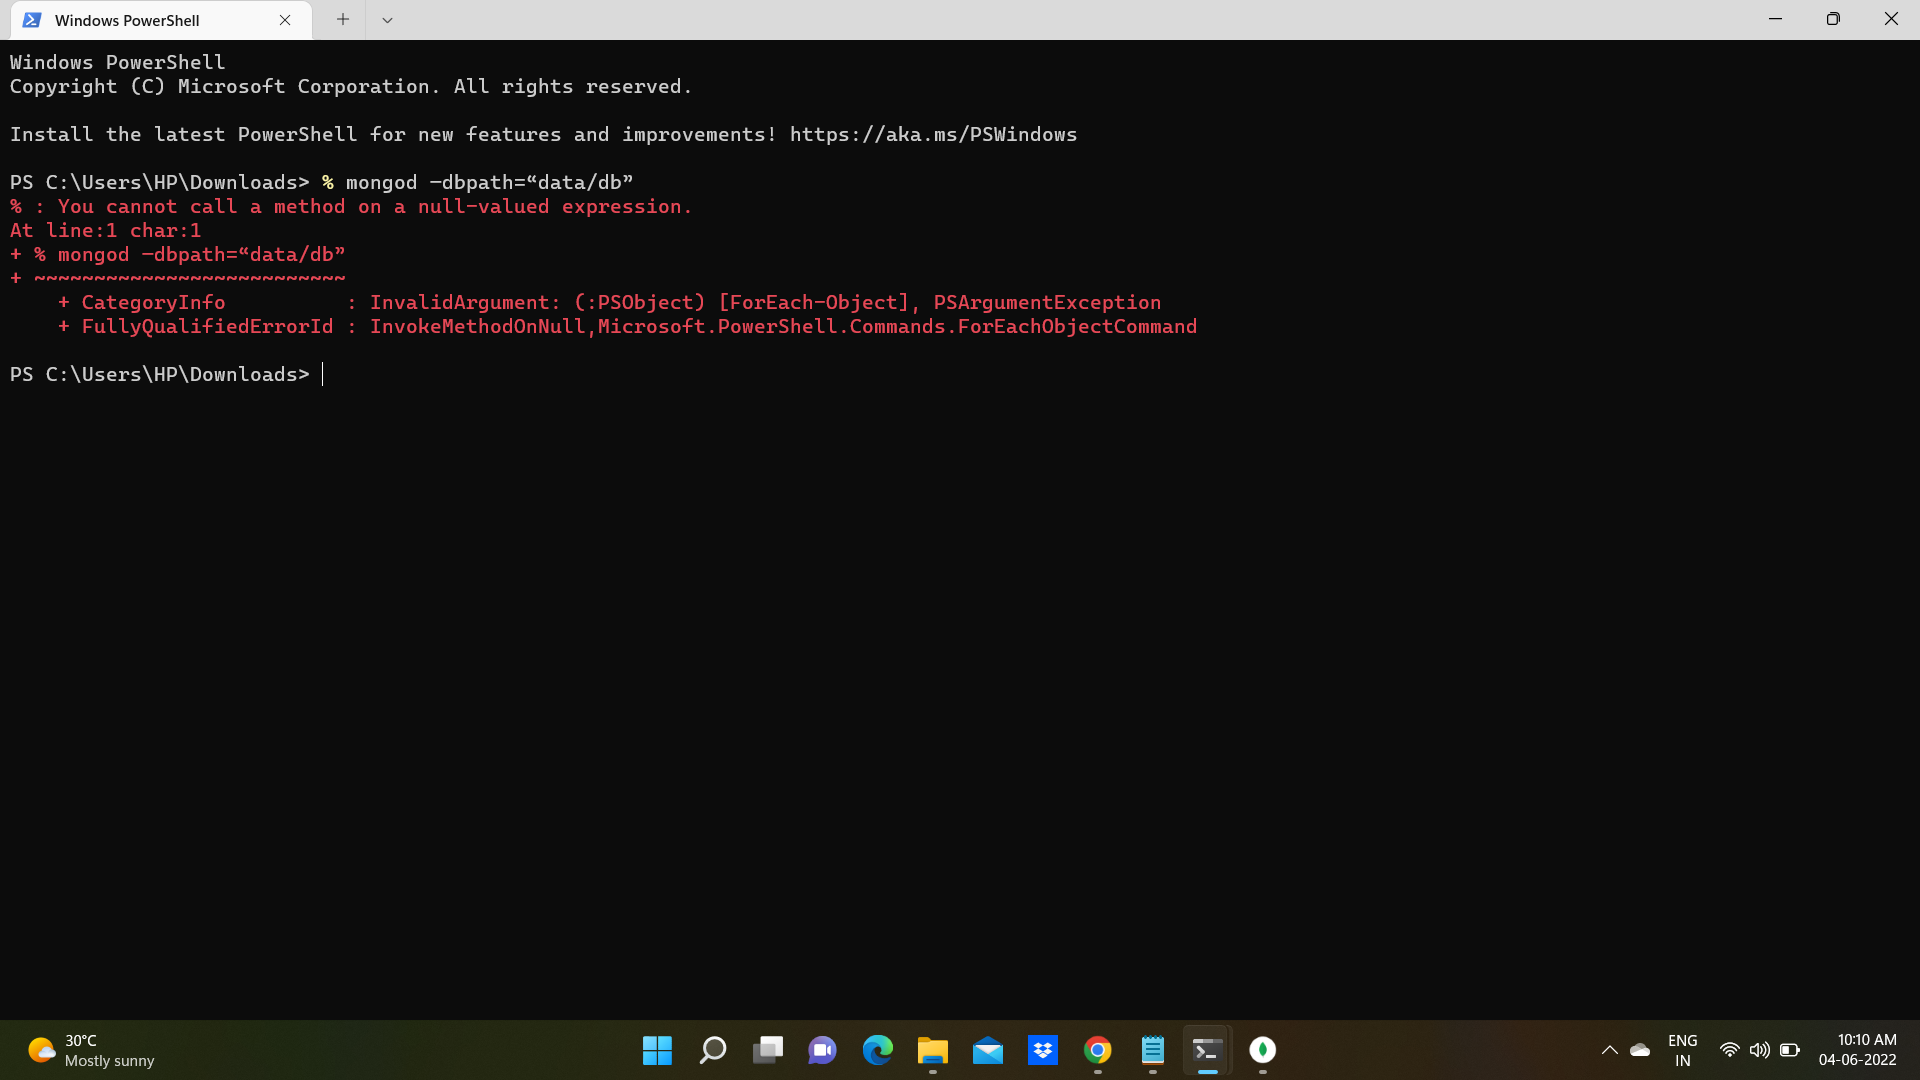 Windows PowerShell
Windows PowerShell
Copyright (C) Microsoft Corporation. All rights reserved.
Install the latest PowerShell for new features and improvements! https://aka.ms/PSWindows
PS C:\Users\HP\Downloads> % mongod –dbpath=“data/db”
% : You cannot call a method on a null-valued expression.
At line:1 char:1
+ % mongod –dbpath=“data/db”
+ ~~~~~~~~~~~~~~~~~~~~~~~~~~
    + CategoryInfo          : InvalidArgument: (:PSObject) [ForEach-Object], PSArgumentException
    + FullyQualifiedErrorId : InvokeMethodOnNull,Microsoft.PowerShell.Commands.ForEachObjectCommand
PS C:\Users\HP\Downloads>
30°C
Mostly sunny
ENG
IN
10:10 AM
04-06-2022